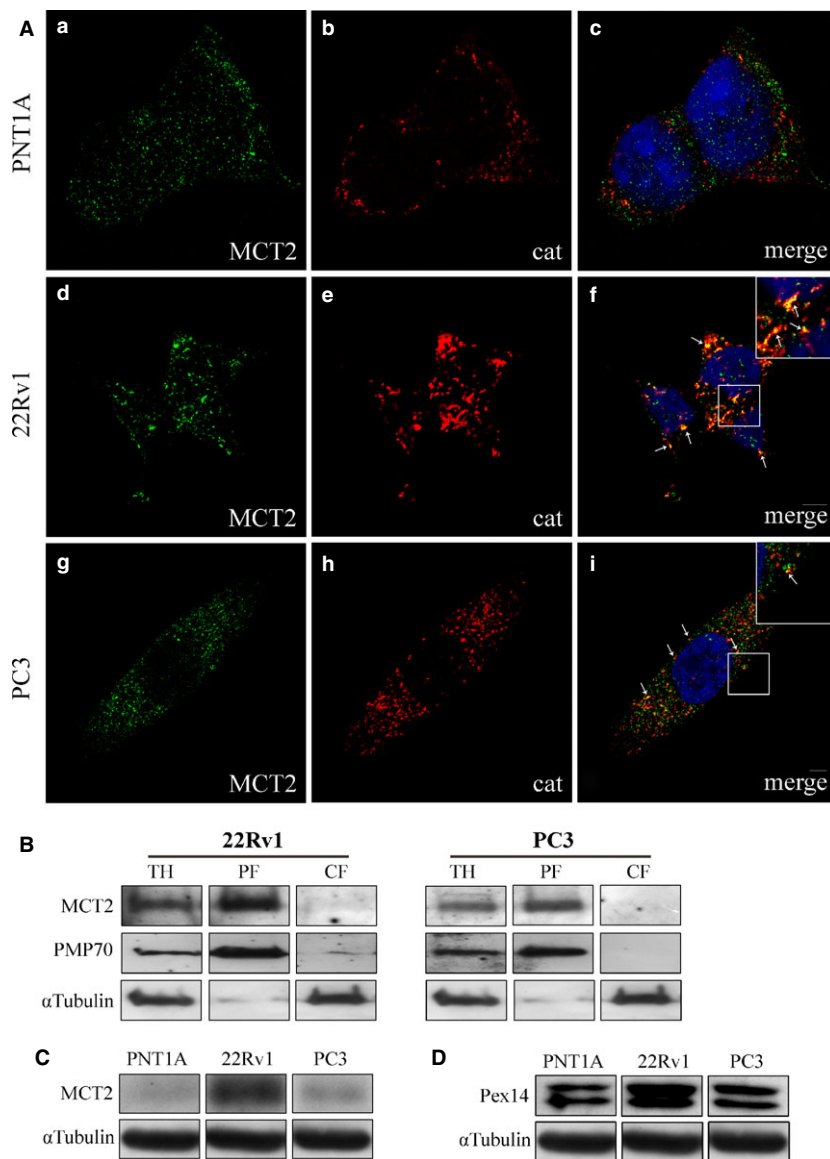 A
a b c
PNT1A
MCT2 cat merge
d e f
22Rv1
MCT2 cat merge
g h i
PC3
MCT2 cat merge
B
22Rv1 PC3
TH PF CF TH PF CF
MCT2
PMP70
αTubulin
C D
PNT1A 22Rv1 PC3 PNT1A 22Rv1 PC3
MCT2 Pex14
αTubulin αTubulin